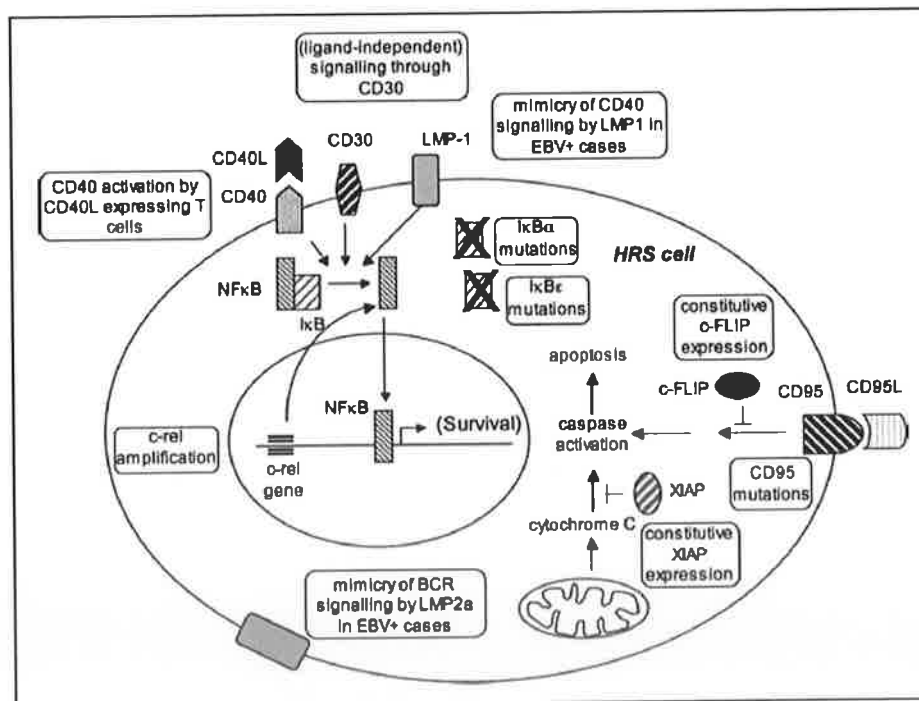 (ligand-independent)
signalling through
CD30
mimicry of CD40
signalling by LMP1 in
EBV+ cases
CD40L
CD30
LMP-1
CD40 activation by
CD40L expressing T
cells
CD40
IκBα
mutations
HRS cell
NFκB
IκB
IκBε
mutations
constitutive
c-FLIP
expression
apoptosis
c-FLIP
CD95
CD95L
NFκB
(Survival)
caspase
activation
c-rel
amplification
c-rel
gene
CD95
mutations
XIAP
cytochrome C
constitutive
XIAP
expression
mimicry of BCR
signalling by LMP2a
in EBV+ cases